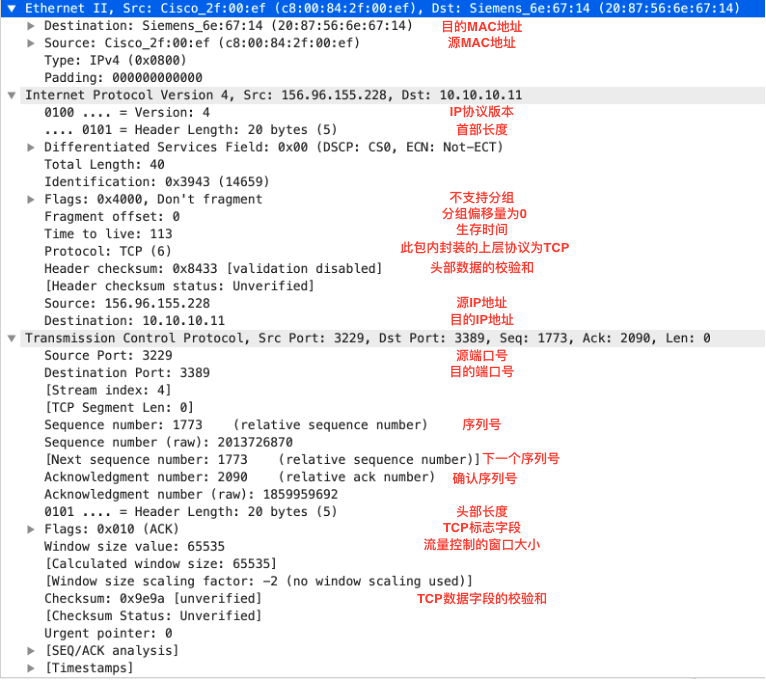 Ethernet II, Src: Cisco_2f:00:ef (c8:00:84:2f:00:ef), Dst: Siemens_6e:67:14 (20:87:56:6e:67:14)
Destination: Siemens_6e:67:14 (20:87:56:6e:67:14) 目的MAC地址
Source: Cisco_2f:00:ef (c8:00:84:2f:00:ef) 源MAC地址
Type: IPv4 (0x0800)
Padding: 000000000000
Internet Protocol Version 4, Src: 156.96.155.228, Dst: 10.10.10.11
0100 .... = Version: 4 IP协议版本
.... 0101 = Header Length: 20 bytes (5) 首部长度
Differentiated Services Field: 0x00 (DSCP: CS0, ECN: Not-ECT)
Total Length: 40
Identification: 0x3943 (14659)
Flags: 0x4000, Don't fragment 不支持分组
Fragment offset: 0 分组偏移量为0
Time to live: 113 生存时间
Protocol: TCP (6) 此包内封装的上层协议为TCP
Header checksum: 0x8433 [validation disabled] 头部数据的校验和
[Header checksum status: Unverified]
Source: 156.96.155.228 源IP地址
Destination: 10.10.10.11 目的IP地址
Transmission Control Protocol, Src Port: 3229, Dst Port: 3389, Seq: 1773, Ack: 2090, Len: 0
Source Port: 3229 源端口号
Destination Port: 3389 目的端口号
[Stream index: 4]
[TCP Segment Len: 0]
Sequence number: 1773 (relative sequence number) 序列号
Sequence number (raw): 2013726870
[Next sequence number: 1773 (relative sequence number)] 下一个序列号
Acknowledgment number: 2090 (relative ack number) 确认序列号
Acknowledgment number (raw): 1859959692
0101 .... = Header Length: 20 bytes (5) 头部长度
Flags: 0x010 (ACK) TCP标志字段
Window size value: 65535 流量控制的窗口大小
[Calculated window size: 65535]
[Window size scaling factor: -2 (no window scaling used)]
Checksum: 0x9e9a [unverified] TCP数据字段的校验和
[Checksum Status: Unverified]
Urgent pointer: 0
[SEQ/ACK analysis]
[Timestamps]